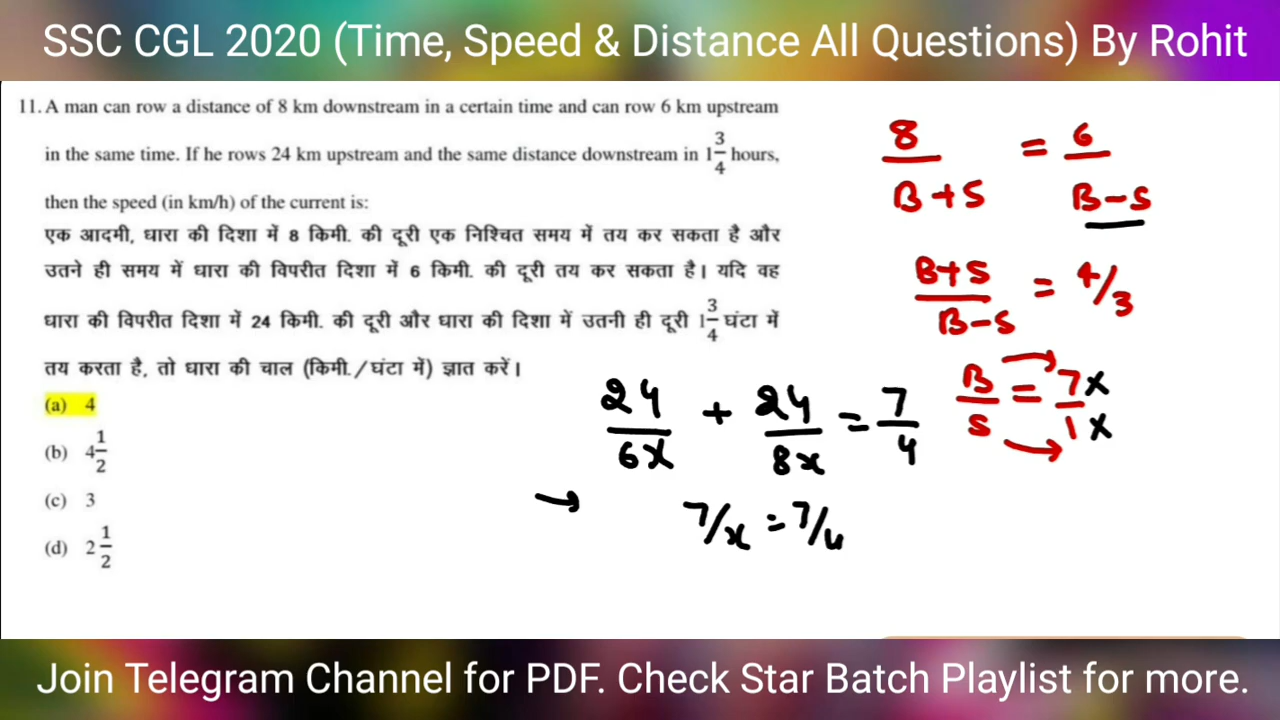 SSC CGL 2020 (Time, Speed & Distance All Questions) By Rohit
11. A man can row a distance of 8 km downstream in a certain time and can row 6 km upstream
in the same time. If he rows 24 km upstream and the same distance downstream in 1 3/4 hours,
then the speed (in km/h) of the current is:
एक आदमी, धारा की दिशा में 8 किमी. की दूरी एक निश्चित समय में तय कर सकता है और
उतने ही समय में धारा की विपरीत दिशा में 6 किमी. की दूरी तय कर सकता है। यदि वह
धारा की विपरीत दिशा में 24 किमी. की दूरी और धारा की दिशा में उतनी ही दूरी 1 3/4 घंटा में
तय करता है, तो धारा की चाल (किमी./घंटा में) ज्ञात करें।
(a) 4
(b) 4 1/2
(c) 3
(d) 2 1/2
8/B+S = 6/B-S
B+S/B-S = 4/3
B/S = 7x/1x
24/6x + 24/8x = 7/4
→ 7/x = 7/4
Join Telegram Channel for PDF. Check Star Batch Playlist for more.